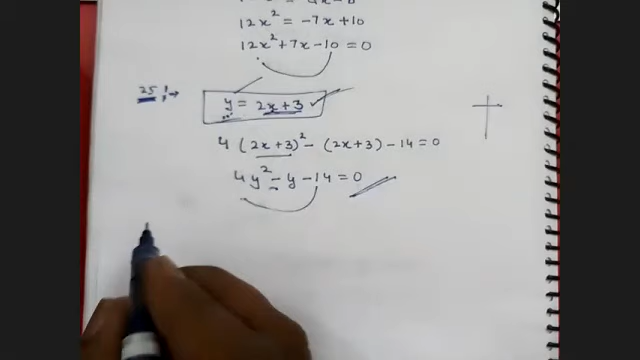 12x² = -7x + 10
12x² + 7x - 10 = 0
25 :→
y = 2x + 3
4 (2x + 3)² - (2x + 3) - 14 = 0
4y² - y - 14 = 0